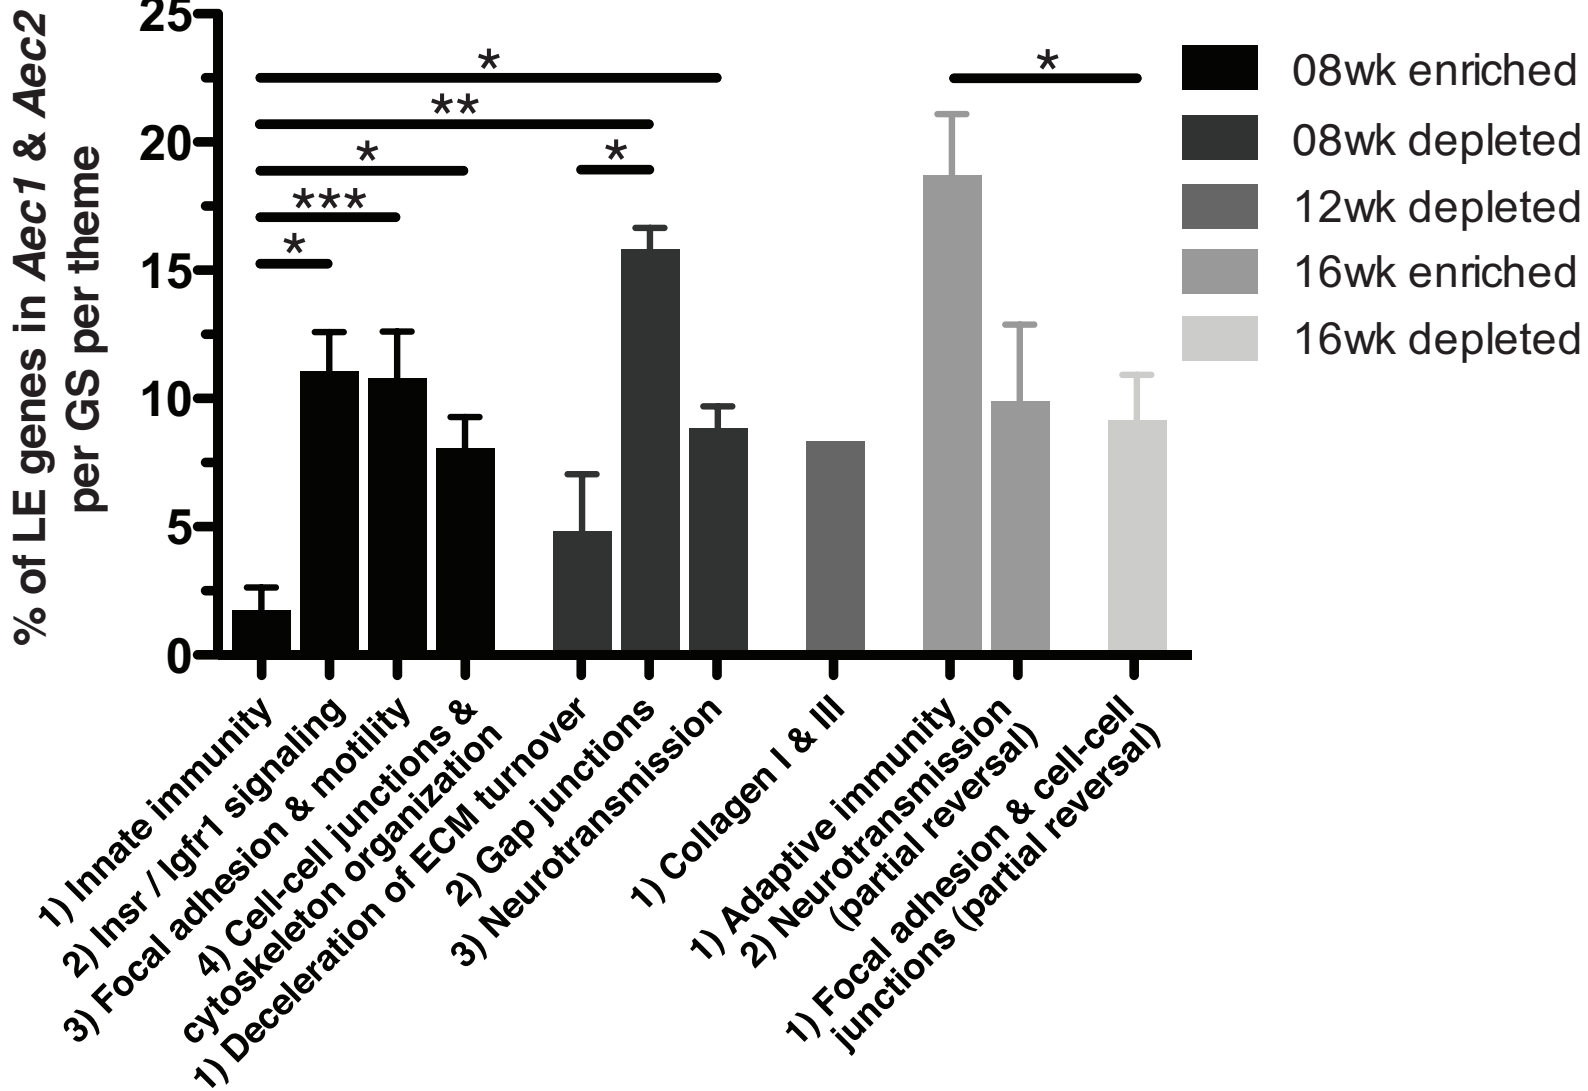 % of LE genes in Aec1 & Aec2
per GS per theme
25
20
15
10
5
0
*
**
*
***
*
*
*
08wk enriched
08wk depleted
12wk depleted
16wk enriched
16wk depleted
1) Innate immunity
2) Insr / Igfr1 signaling
3) Focal adhesion & motility
4) Cell-cell junctions &
cytoskeleton organization
1) Deceleration of ECM turnover
2) Gap junctions
3) Neurotransmission
1) Collagen I & III
1) Adaptive immunity
2) Neurotransmission
(partial reversal)
1) Focal adhesion & cell-cell
junctions (partial reversal)